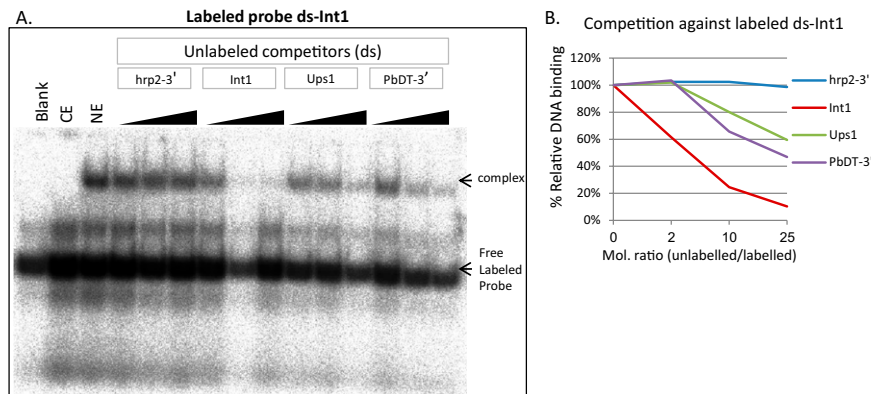 A.
Labeled probe ds-Int1
Unlabeled competitors (ds)
hrp2-3' Int1 Ups1 PbDT-3'
Blank
CE
NE
complex
Free
Labeled
Probe
B.
Competition against labeled ds-Int1
% Relative DNA binding
120%
100%
80%
60%
40%
20%
0%
0 2 10 25
Mol. ratio (unlabelled/labelled)
hrp2-3'
Int1
Ups1
PbDT-3'